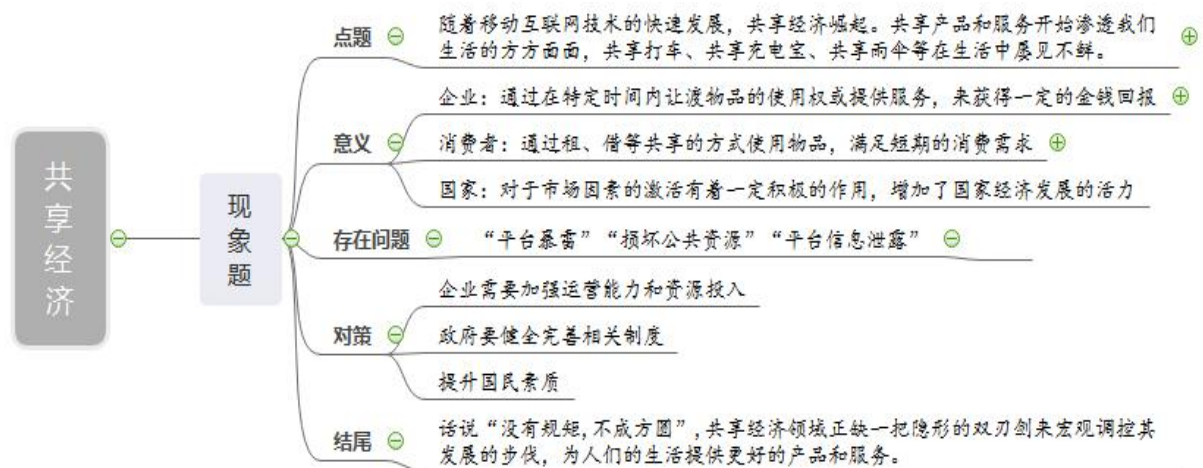 共享经济
现象题
点题
随着移动互联网技术的快速发展，共享经济崛起。共享产品和服务开始渗透我们
生活的方方面面，共享打车、共享充电宝、共享雨伞等在生活中屡见不鲜。
意义
企业：通过在特定时间内让渡物品的使用权或提供服务，来获得一定的金钱回报
消费者：通过租、借等共享的方式使用物品，满足短期的消费需求
国家：对于市场因素的激活有着一定积极的作用，增加了国家经济发展的活力
存在问题
“平台暴雷”“损坏公共资源”“平台信息泄露”
对策
企业需要加强运营能力和资源投入
政府要健全完善相关制度
提升国民素质
结尾
话说“没有规矩,不成方圆”,共享经济领域正缺一把隐形的双刃剑来宏观调控其
发展的步伐，为人们的生活提供更好的产品和服务。